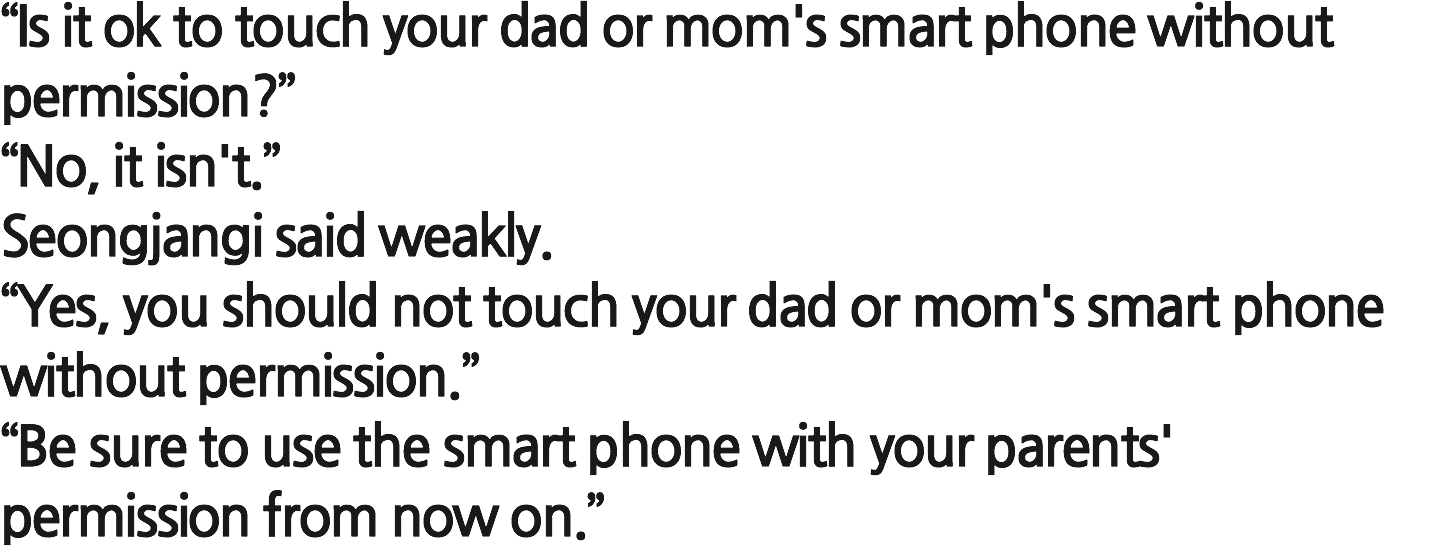 “Is it ok to touch your dad or mom's smart phone without
permission?”
“No, it isn't.”
Seongjangi said weakly.
“Yes, you should not touch your dad or mom's smart phone
without permission.”
“Be sure to use the smart phone with your parents'
permission from now on.”